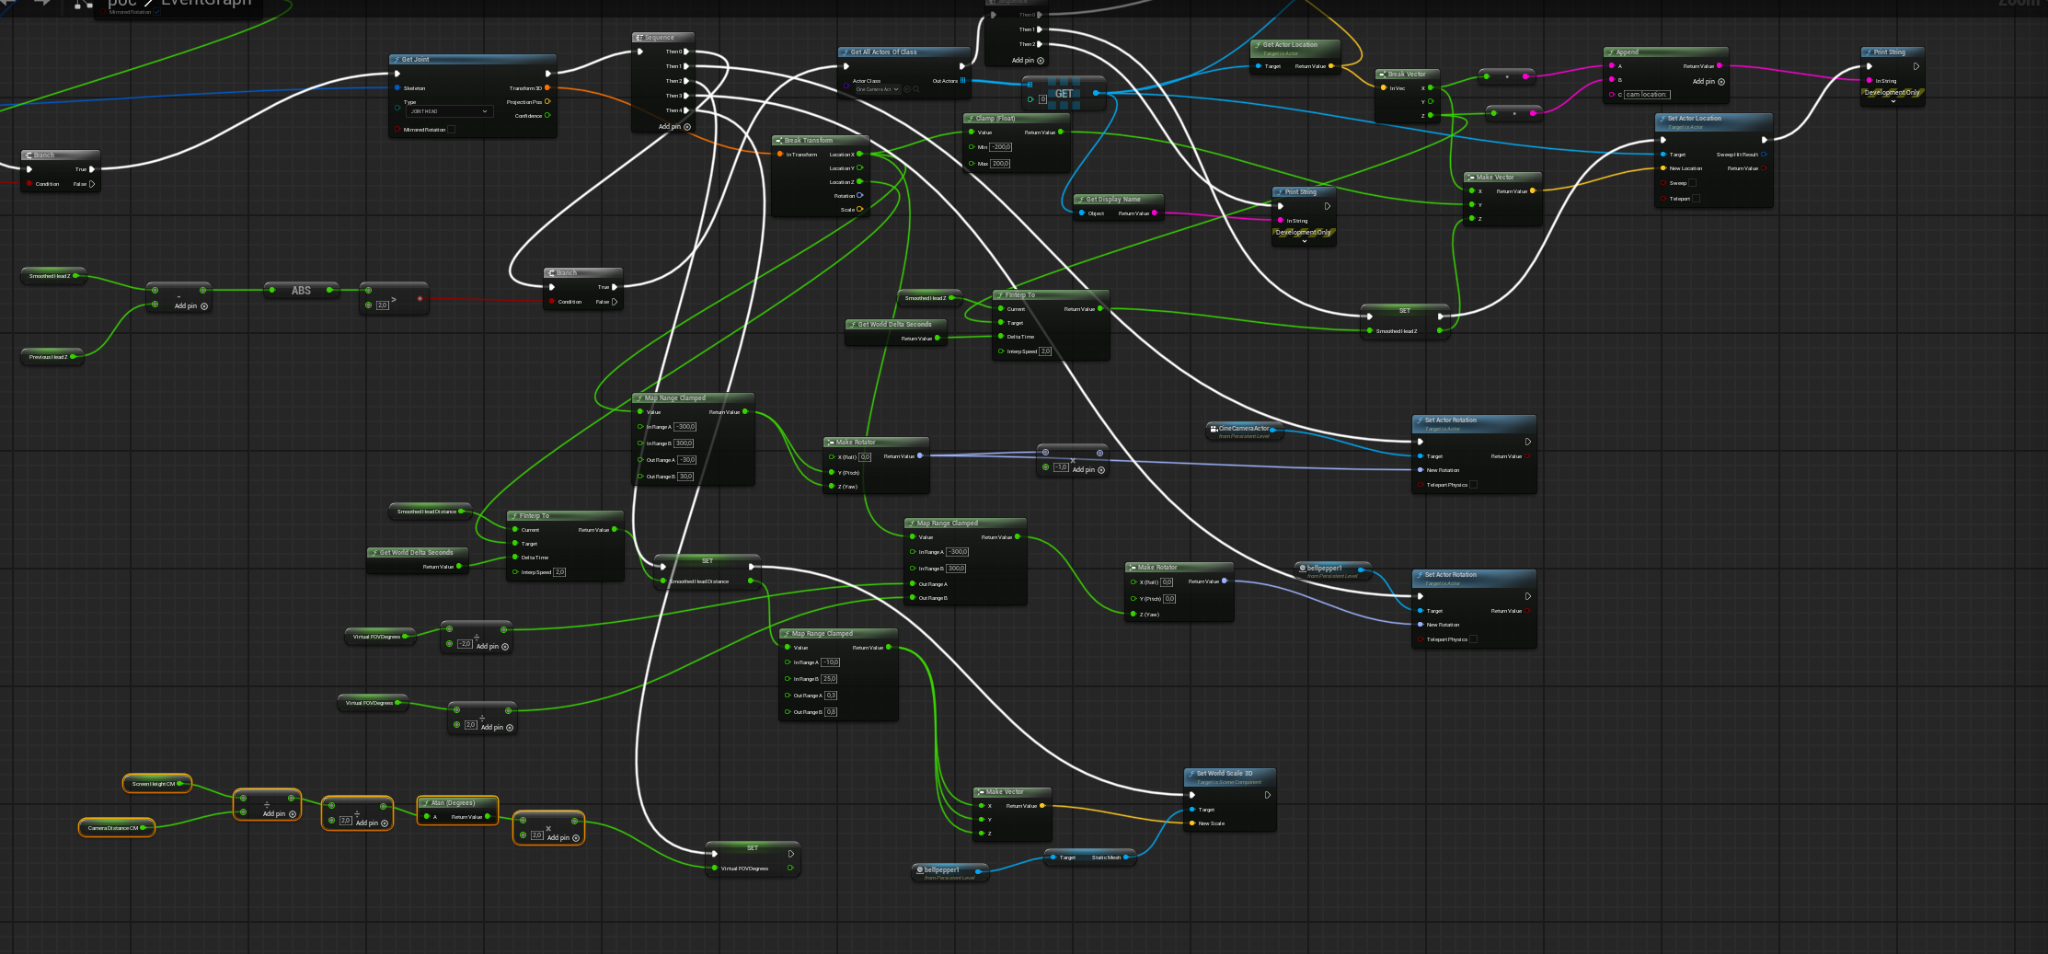 poc
EventGraph
Zoom
Mirrored Rotation
Get Joint
Skeleton
Transform 3D
Type
JOINT HEAD
Projection Pos
Confidence
Mirrored Rotation
Branch
True
Condition
False
Sequence
Then 0
Then 1
Then 2
Then 3
Then 4
Add pin
Get All Actors Of Class
Actor Class
Out Actors
One Camera Act
Sequence
Then 0
Then 1
Then 2
Add pin
0
GET
Get Actor Location
Target is Actor
Target
Return Value
Break Vector
In Vec
X
Y
Z
Append
A
Return Value
B
Add pin
C
cam location:
Print String
In String
Development Only
Set Actor Location
Target is Actor
Target
Sweep Hit Result
New Location
Return Value
Sweep
Teleport
Break Transform
In Transform
Location X
Location Y
Location Z
Rotation
Scale
Clamp (Float)
Value
Return Value
Min
-200,0
Max
200,0
Get Display Name
Object
Return Value
Print String
In String
Development Only
Make Vector
X
Return Value
Y
Z
Smoothed Head Z
Previous Head Z
-
Add pin
ABS
>
2,0
Branch
True
Condition
False
Smoothed Head Z
Get World Delta Seconds
Return Value
FInterp To
Current
Return Value
Target
Delta Time
Interp Speed
2,0
SET
Smoothed Head Z
Map Range Clamped
Value
Return Value
In Range A
-300,0
In Range B
300,0
Out Range A
-30,0
Out Range B
30,0
Make Rotator
X (Roll)
0,0
Return Value
Y (Pitch)
Z (Yaw)
x
-1,0
Add pin
CineCameraActor
from Persistent Level
Set Actor Rotation
Target is Actor
Target
Return Value
New Rotation
Teleport Physics
Smoothed Head Distance
Get World Delta Seconds
Return Value
FInterp To
Current
Return Value
Target
Delta Time
Interp Speed
2,0
SET
Smoothed Head Distance
Map Range Clamped
Value
Return Value
In Range A
-300,0
In Range B
300,0
Out Range A
Out Range B
Make Rotator
X (Roll)
0,0
Return Value
Y (Pitch)
0,0
Z (Yaw)
bellpepper1
from Persistent Level
Set Actor Rotation
Target is Actor
Target
Return Value
New Rotation
Teleport Physics
Virtual FOVDegrees
÷
-2,0
Add pin
Virtual FOVDegrees
÷
2,0
Add pin
Map Range Clamped
Value
Return Value
In Range A
-10,0
In Range B
25,0
Out Range A
0,3
Out Range B
0,8
Screen Height CM
Camera Distance CM
÷
Add pin
÷
2,0
Add pin
Atan (Degrees)
A
Return Value
x
2,0
Add pin
SET
Virtual FOVDegrees
Make Vector
X
Return Value
Y
Z
Set World Scale 3D
Target is Scene Component
Target
New Scale
bellpepper1
from Persistent Level
Target
Static Mesh